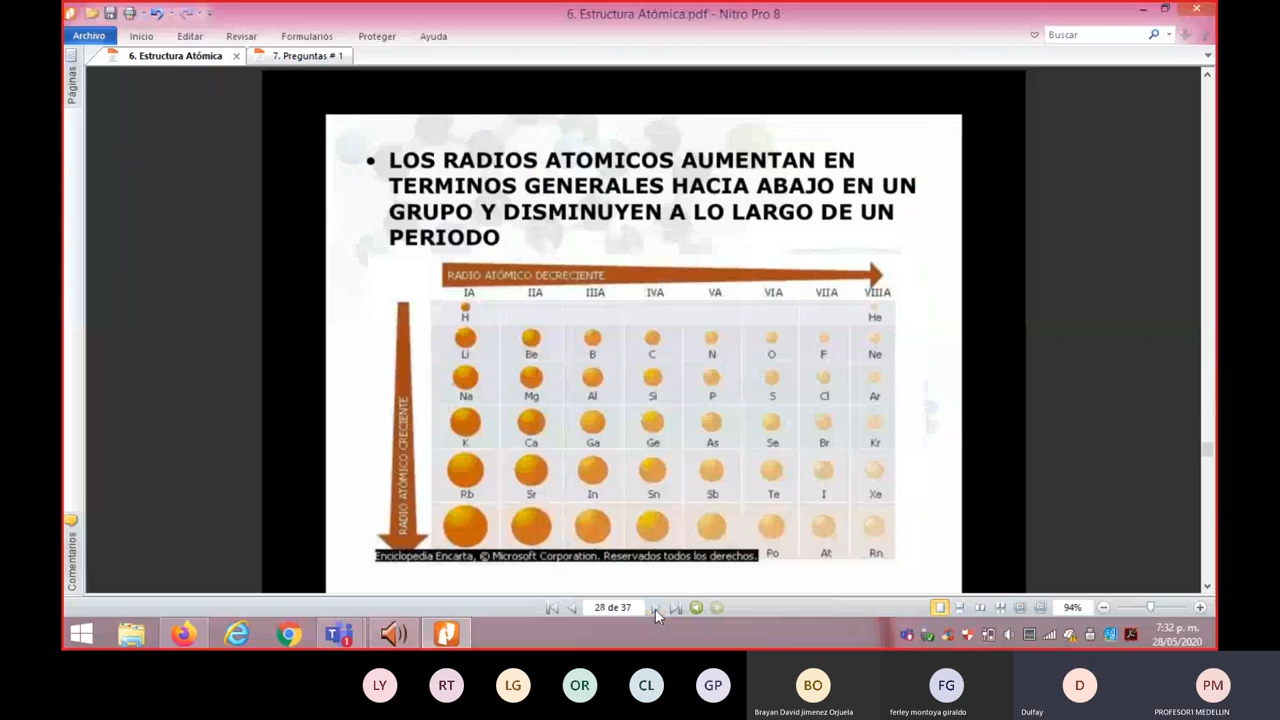 6. Estructura Atómica.pdf - Nitro Pro 8
Archivo Inicio Editar Revisar Formularios Proteger Ayuda Buscar
6. Estructura Atómica 7. Preguntas # 1
Páginas
• LOS RADIOS ATOMICOS AUMENTAN EN
TERMINOS GENERALES HACIA ABAJO EN UN
GRUPO Y DISMINUYEN A LO LARGO DE UN
PERIODO
RADIO ATÓMICO DECRECIENTE
IA IIA IIIA IVA VA VIA VIIA VIIIA
H He
Li Be B C N O F Ne
Na Mg Al Si P S Cl Ar
K Ca Ga Ge As Se Br Kr
Rb Sr In Sn Sb Te I Xe
Po At Rn
RADIO ATÓMICO CRECIENTE
Enciclopedia Encarta, © Microsoft Corporation. Reservados todos los derechos.
Comentarios
28 de 37 94%
7:32 p. m.
28/05/2020
LY RT LG OR CL GP BO FG D PM
Brayan David jimenez Orjuela ferley montoya giraldo Dulfay PROFESOR1 MEDELLIN